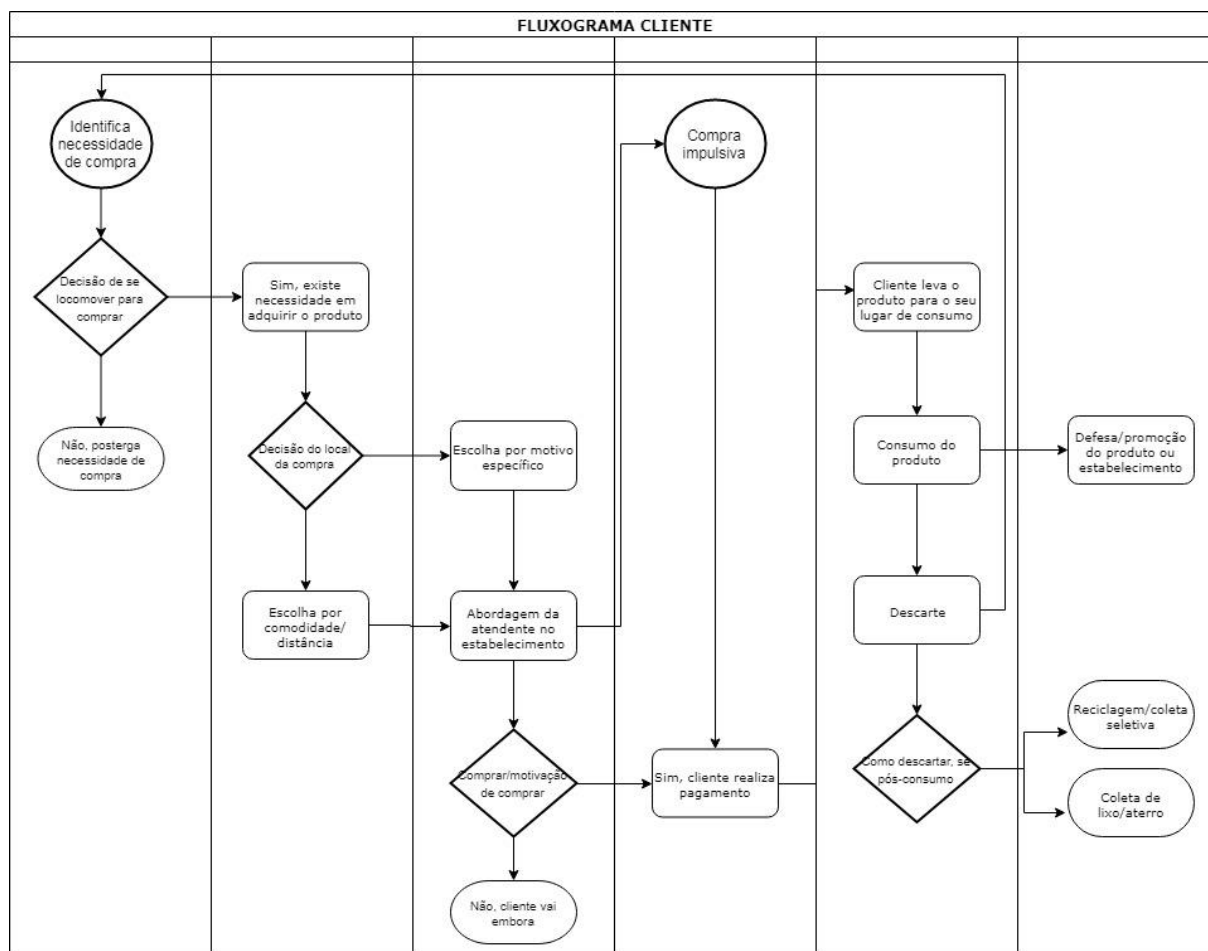 FLUXOGRAMA CLIENTE
Identifica
necessidade
de compra
Decisão de se
locomover para
comprar
Não, posterga
necessidade de
compra
Sim, existe
necessidade em
adquirir o produto
Decisão do local
da compra
Escolha por
comodidade/
distância
Escolha por motivo
específico
Abordagem da
atendente no
estabelecimento
Comprar/motivação
de comprar
Não, cliente vai
embora
Compra
impulsiva
Sim, cliente realiza
pagamento
Cliente leva o
produto para o seu
lugar de consumo
Consumo do
produto
Descarte
Como descartar, se
pós-consumo
Defesa/promoção
do produto ou
estabelecimento
Reciclagem/coleta
seletiva
Coleta de
lixo/aterro